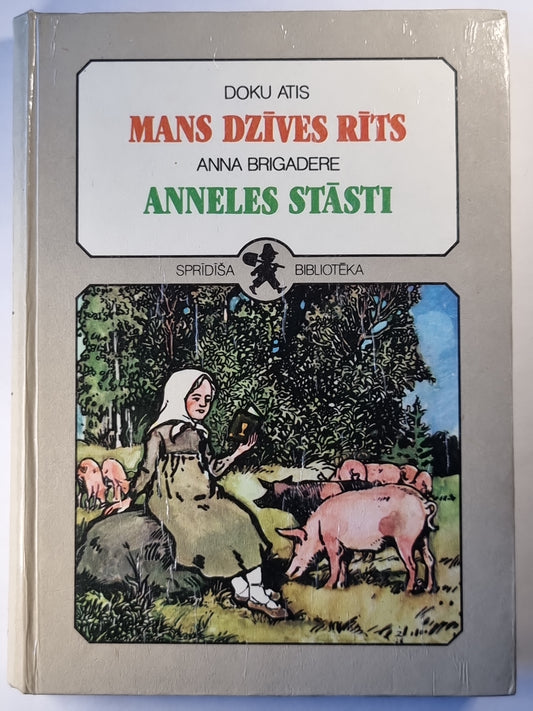 DOKU ATIS
MANS DZĪVES RĪTS
ANNA BRIGADERE
ANNELES STĀSTI
SPRĪDĪŠA BIBLIOTĒKA